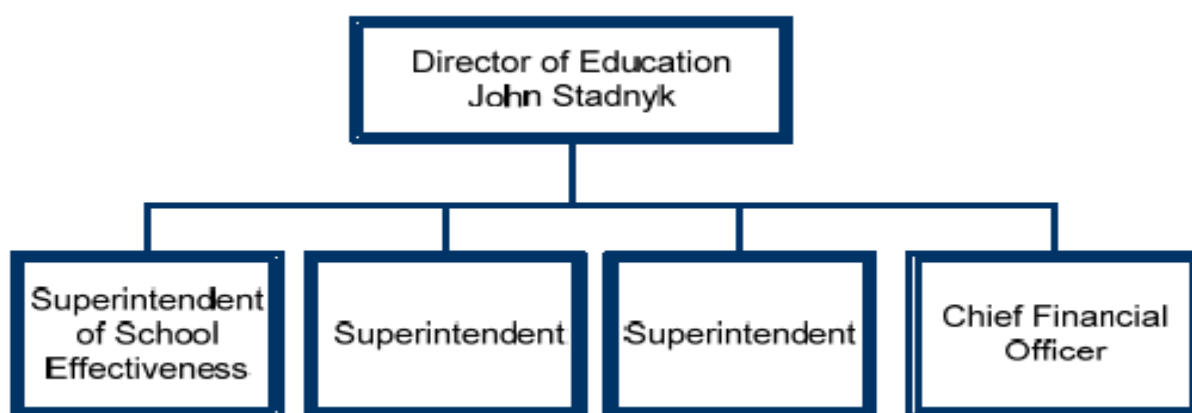 Director of Education
John Stadnyk
Superintendent
of School
Effectiveness
Superintendent
Superintendent
Chief Financial
Officer